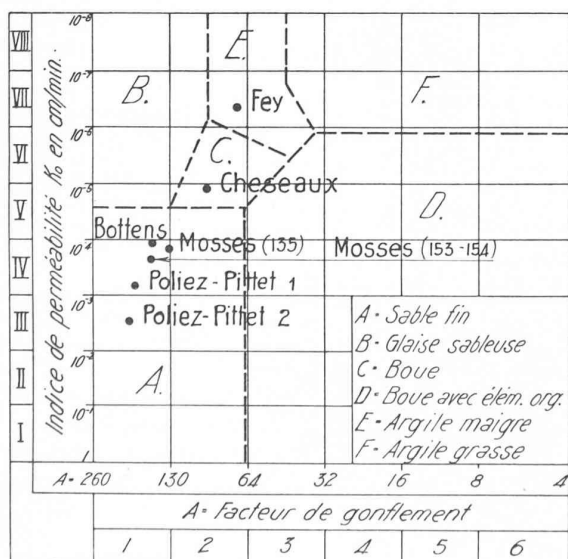 VIII
VII
VI
V
IV
III
II
I
Indice de perméabilité K₀ en cm/min.
10⁻⁸
10⁻⁷
10⁻⁶
10⁻⁵
10⁻⁴
10⁻³
10⁻²
10⁻¹
1
E.
B.
F.
Fey
C.
Cheseaux
D.
Bottens
Mosses (135)
Mosses (153-154)
Poliez-Pittet 1
Poliez-Pittet 2
A.
A = Sable fin
B = Glaise sableuse
C = Boue
D = Boue avec élém. org.
E = Argile maigre
F = Argile grasse
A = 260 130 64 32 16 8 4
A = Facteur de gonflement
1 2 3 4 5 6